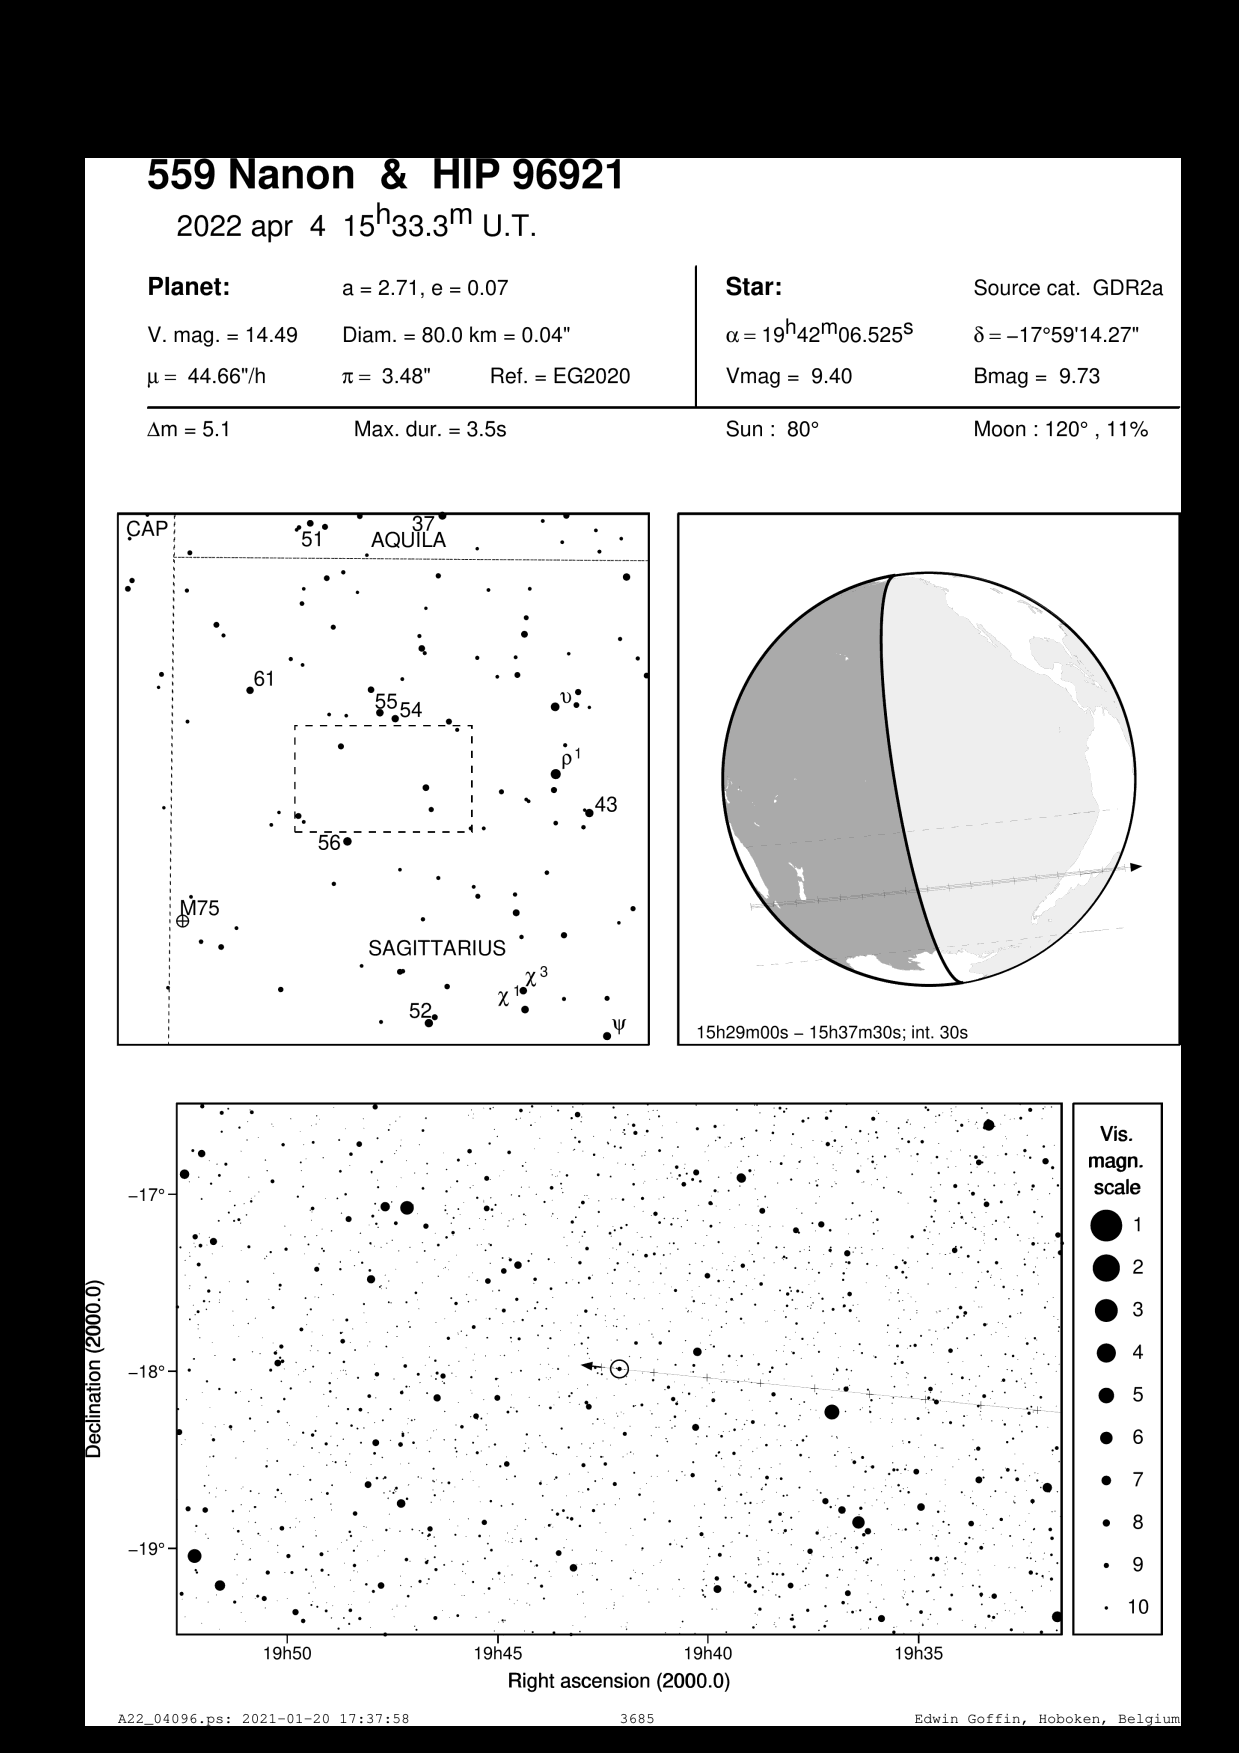 559 Nanon & HIP 96921
2022 apr 4 15h33.3m U.T.
Planet: a = 2.71, e = 0.07 Star: Source cat. GDR2a
V. mag. = 14.49 Diam. = 80.0 km = 0.04" α = 19h42m06.525s δ = −17°59'14.27"
μ = 44.66"/h π = 3.48" Ref. = EG2020 Vmag = 9.40 Bmag = 9.73
Δm = 5.1 Max. dur. = 3.5s Sun : 80° Moon : 120° , 11%
CAP
37
51
AQUILA
61
55
54
υ
ρ 1
43
56
M75
SAGITTARIUS
χ 3
χ 1
52
ψ
15h29m00s − 15h37m30s; int. 30s
Vis.
magn.
scale
1
2
3
4
5
6
7
8
9
10
−17°
−18°
−19°
Declination (2000.0)
19h50 19h45 19h40 19h35
Right ascension (2000.0)
A22_04096.ps: 2021-01-20 17:37:58 3685 Edwin Goffin, Hoboken, Belgium